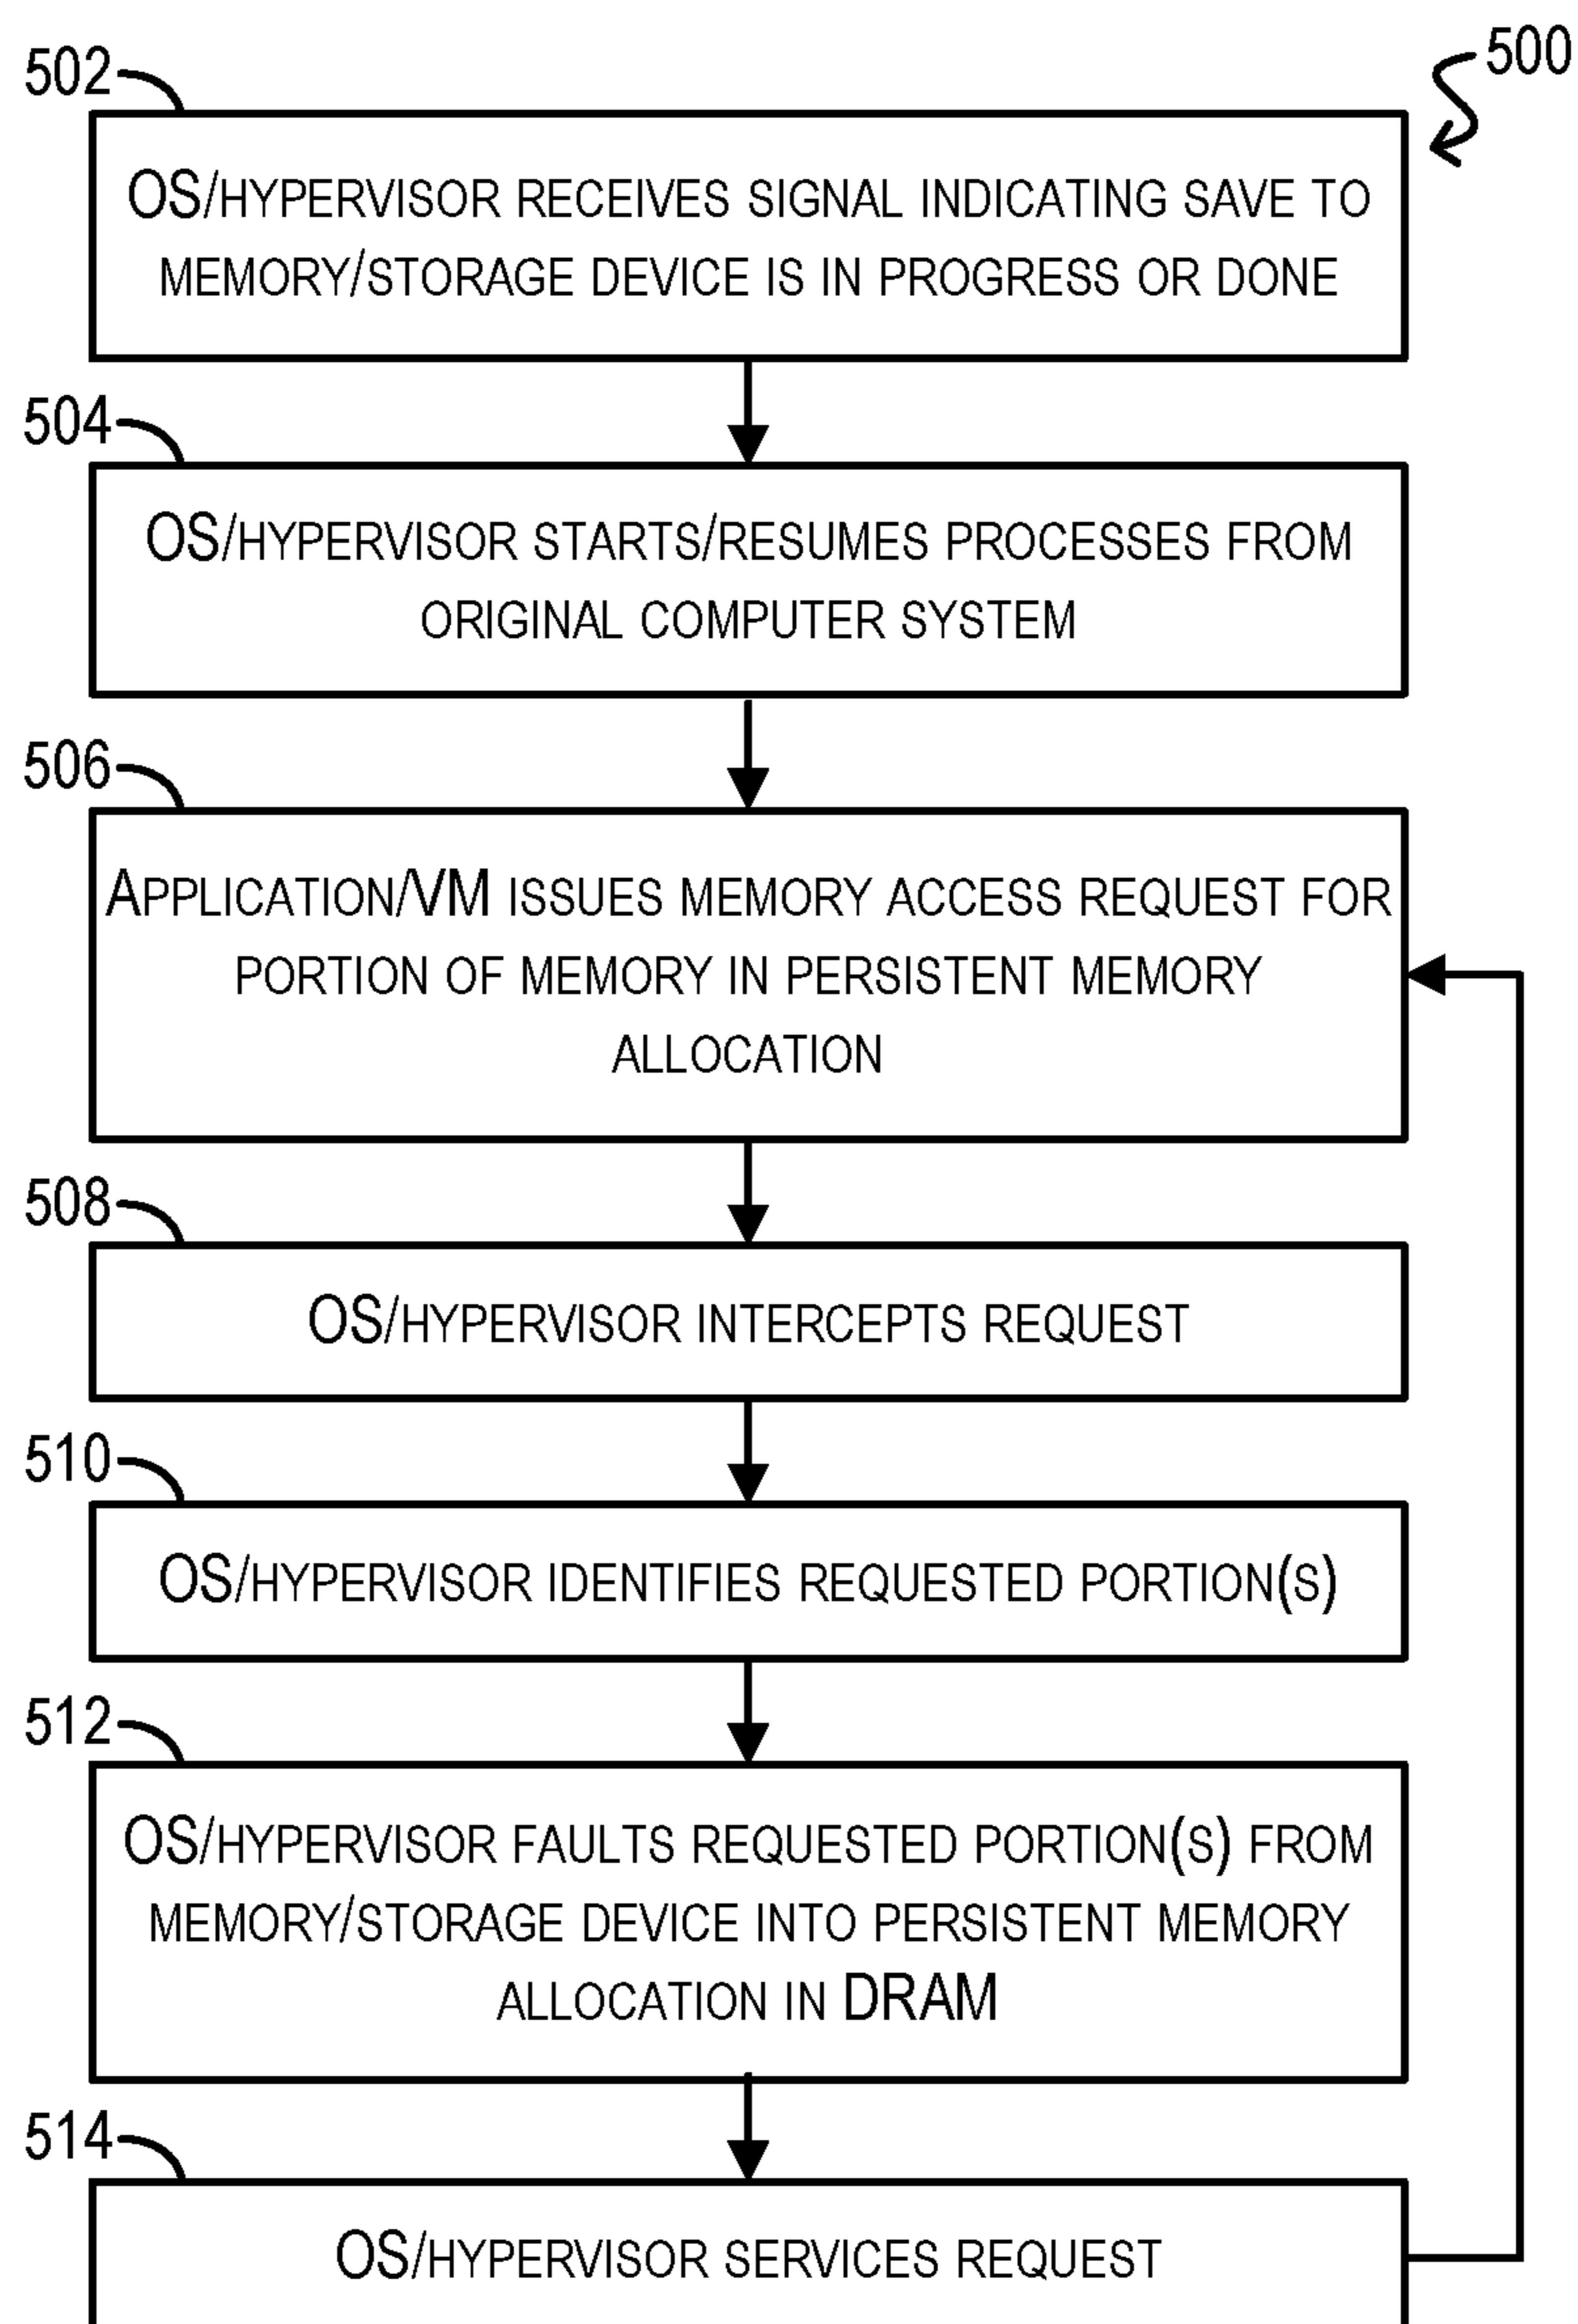 500
502
OS/HYPERVISOR RECEIVES SIGNAL INDICATING SAVE TO
MEMORY/STORAGE DEVICE IS IN PROGRESS OR DONE
504
OS/HYPERVISOR STARTS/RESUMES PROCESSES FROM
ORIGINAL COMPUTER SYSTEM
506
APPLICATION/VM ISSUES MEMORY ACCESS REQUEST FOR
PORTION OF MEMORY IN PERSISTENT MEMORY
ALLOCATION
508
OS/HYPERVISOR INTERCEPTS REQUEST
510
OS/HYPERVISOR IDENTIFIES REQUESTED PORTION(S)
512
OS/HYPERVISOR FAULTS REQUESTED PORTION(S) FROM
MEMORY/STORAGE DEVICE INTO PERSISTENT MEMORY
ALLOCATION IN DRAM
514
OS/HYPERVISOR SERVICES REQUEST